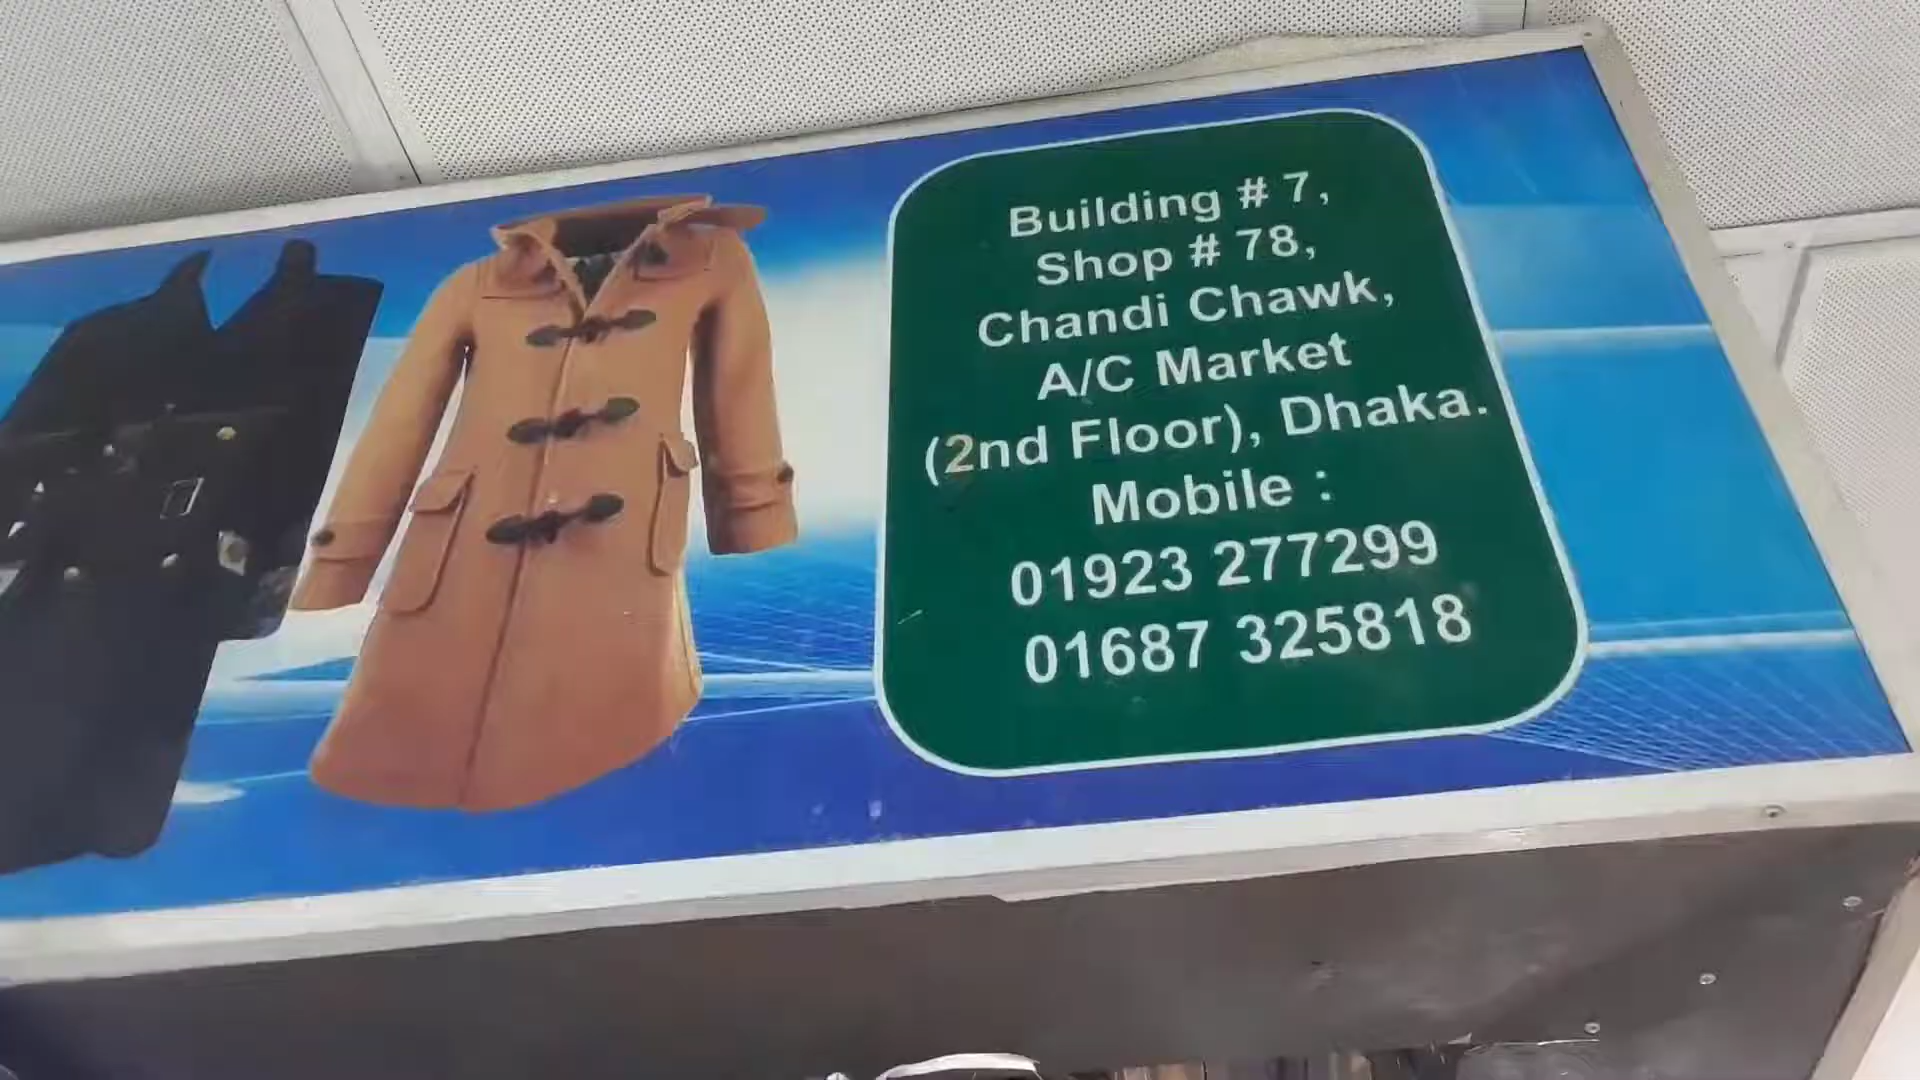 Building # 7,
Shop # 78,
Chandi Chawk,
A/C Market
(2nd Floor), Dhaka.
Mobile :
01923 277299
01687 325818